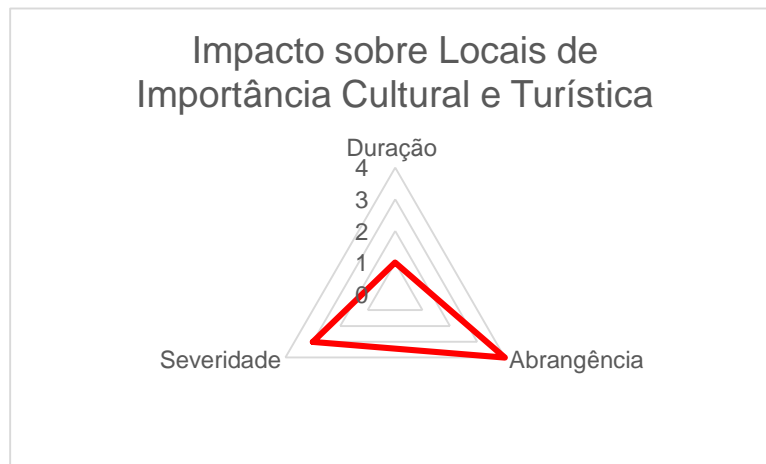 Impacto sobre Locais de
Importância Cultural e Turística
Duração
4
3
2
1
0
Severidade
Abrangência